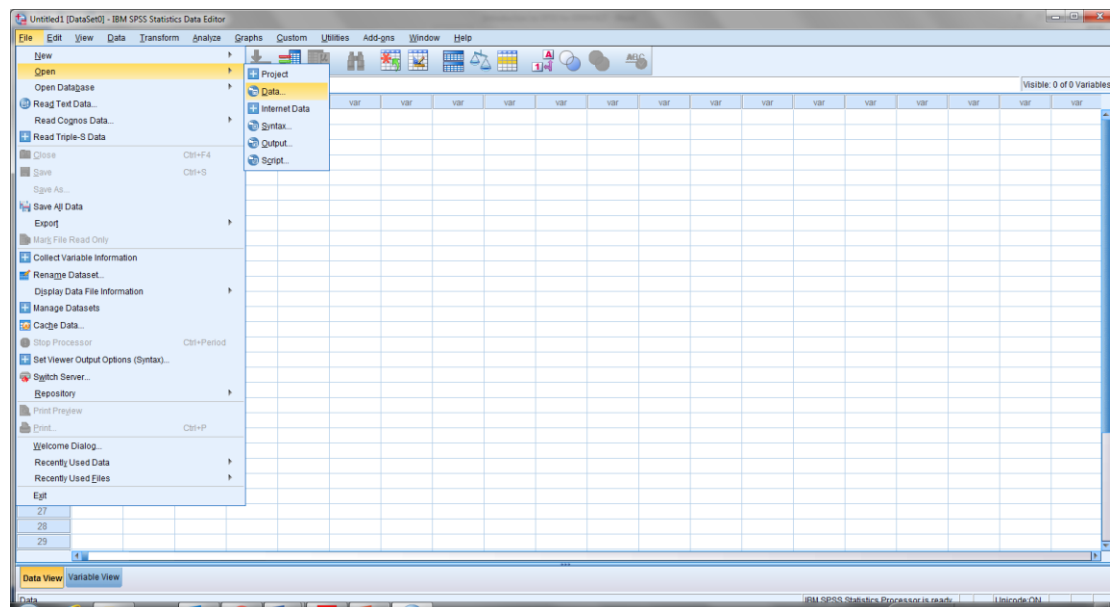 Untitled1 [DataSet0] - IBM SPSS Statistics Data Editor
File Edit View Data Transform Analyze Graphs Custom Utilities Add-ons Window Help
Visible: 0 of 0 Variables
New
Open
Open Database
Read Text Data...
Read Cognos Data...
Read Triple-S Data
Close Ctrl+F4
Save Ctrl+S
Save As...
Save All Data
Export
Mark File Read Only
Collect Variable Information
Rename Dataset...
Display Data File Information
Manage Datasets
Cache Data...
Stop Processor Ctrl+Period
Set Viewer Output Options (Syntax)...
Switch Server...
Repository
Print Preview
Print... Ctrl+P
Welcome Dialog...
Recently Used Data
Recently Used Files
Exit
Project
Data...
Internet Data
Syntax...
Output...
Script...
var var var var var var var var var var var var var var var
27
28
29
Data View Variable View
Data IBM SPSS Statistics Processor is ready Unicode:ON